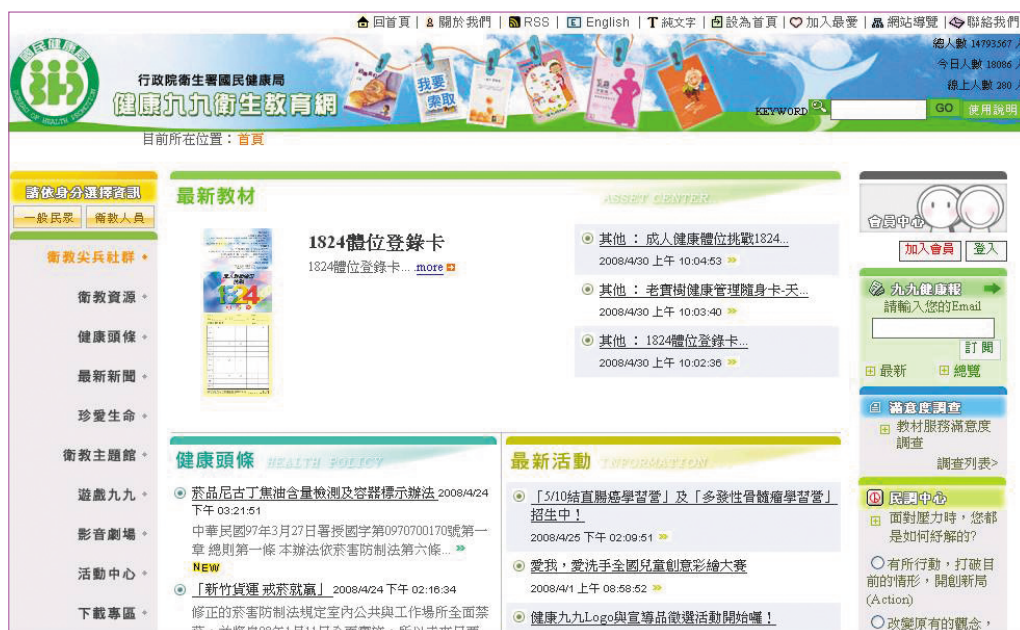 回首頁 | 關於我們 | RSS | English | 純文字 | 設為首頁 | 加入最愛 | 網站導覽 | 聯絡我們
國民健康局
BUREAU OF HEALTH PROMOTION
行政院衛生署國民健康局
健康九九衛生教育網
我要
索取
總人數 14793567
今日人數 18086 人
線上人數 280 人
KEYWORD GO 使用說明
目前所在位置：首頁
請依身分選擇資訊
一般民眾 衛教人員
衛教尖兵社群
衛教資源
健康頭條
最新新聞
珍愛生命
衛教主題館
遊戲九九
影音劇場
活動中心
下載專區
最新教材 ASSET CENTER
1824體位登錄卡
1824體位登錄卡... more
1824
其他 ： 成人健康體位挑戰1824...
2008/4/30 上午 10:04:53
其他 ： 老寶樹健康管理隨身卡-天...
2008/4/30 上午 10:03:40
其他 ： 1824體位登錄卡...
2008/4/30 上午 10:02:36
健康頭條 HEALTH POLICY
菸品尼古丁焦油含量檢測及容器標示辦法 2008/4/24
下午 03:21:51
中華民國97年3月27日署授國字第0970700170號第一
章 總則第一條 本辦法依菸害防制法第六條...
NEW
「新竹貨運 戒菸就贏」 2008/4/24 下午 02:16:34
修正的菸害防制法規定室內公共與工作場所全面禁
最新活動 INFORMATION
「5/10結直腸癌學習營」及「多發性骨髓瘤學習營」
招生中！
2008/4/25 下午 02:09:51
愛我，愛洗手全國兒童創意彩繪大賽
2008/4/1 上午 08:58:52
健康九九Logo與宣導品徵選活動開始囉！
會員中心
加入會員 登入
九九健康報
請輸入您的Email
訂閱
最新 總覽
滿意度調查
教材服務滿意度
調查
調查列表>
民調中心
面對壓力時，您都
是如何紓解的?
有所行動，打破目
前的情形，開創新局
(Action)
改變原有的觀念，